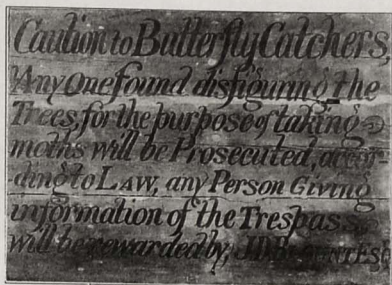 Caution to Butterfly Catchers,
Any One found disfiguring the
Trees, for the purpose of taking
moths will be Prosecuted, accor
ding to LAW, any Person Giving
information of the Trespass
will be rewarded by, J D